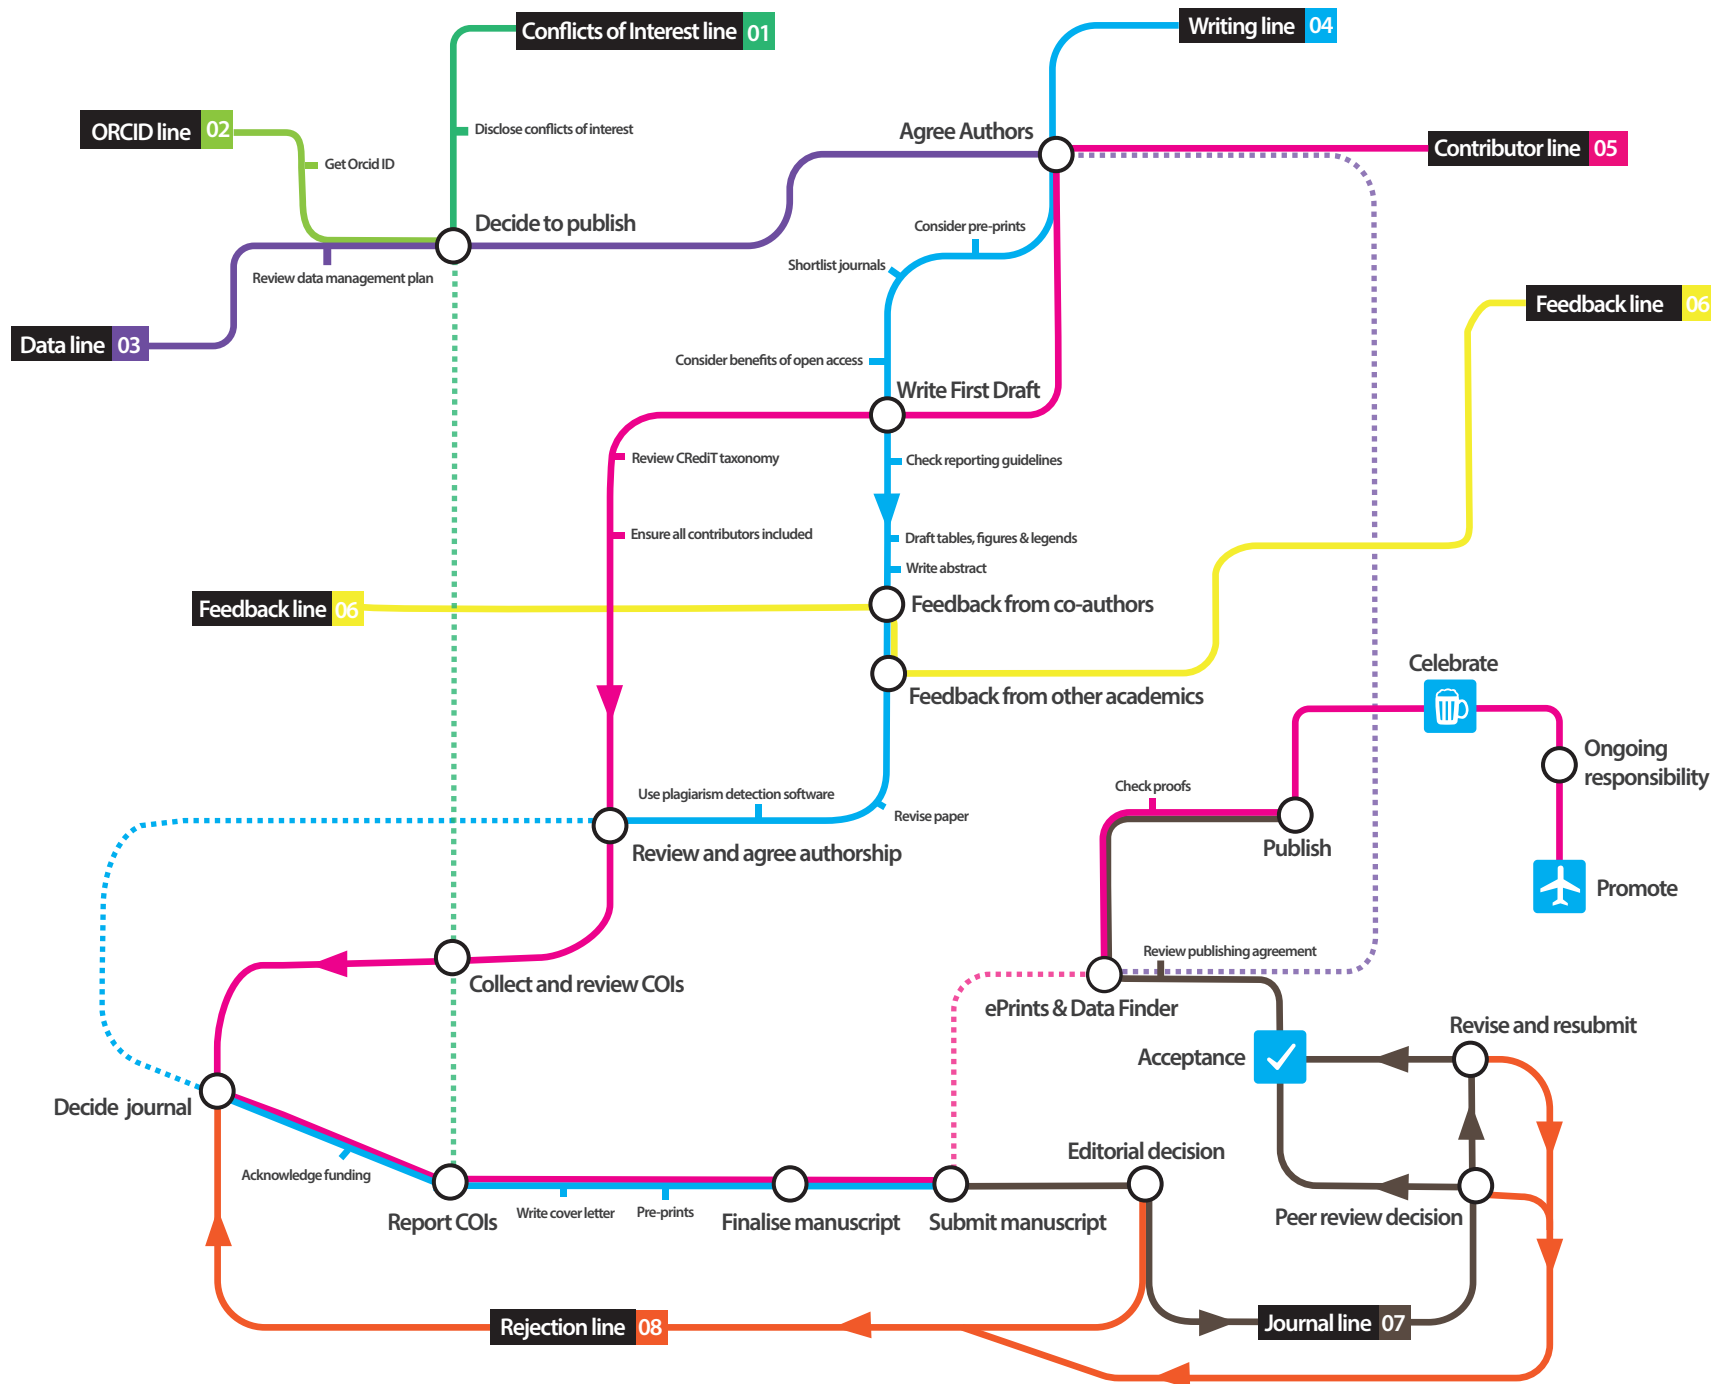 Conflicts of Interest line 01
Writing line 04
ORCID line 02
Disclose conflicts of interest
Agree Authors
Contributor line 05
Get Orcid ID
Decide to publish
Consider pre-prints
Shortlist journals
Review data management plan
Feedback line 06
Data line 03
Consider benefits of open access
Write First Draft
Review CRediT taxonomy
Check reporting guidelines
Ensure all contributors included
Draft tables, figures & legends
Write abstract
Feedback line 06
Feedback from co-authors
Celebrate
Feedback from other academics
Ongoing
responsibility
Use plagiarism detection software
Check proofs
Revise paper
Publish
Review and agree authorship
Promote
Review publishing agreement
Collect and review COIs
ePrints & Data Finder
Revise and resubmit
Acceptance
Decide journal
Editorial decision
Acknowledge funding
Report COIs
Write cover letter
Pre-prints
Finalise manuscript
Submit manuscript
Peer review decision
Rejection line 08
Journal line 07